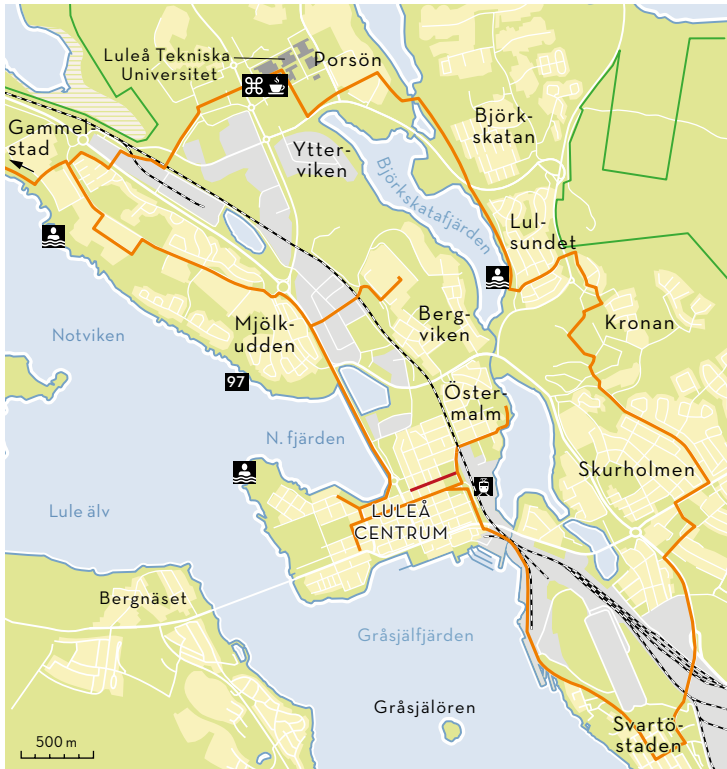 Luleå Tekniska
Universitet
Porsön
Gammel-
stad
Ytter-
viken
Björk-
skatan
Björkskatafjärden
Lul-
sundet
Notviken
Mjölk-
udden
Berg-
viken
Kronan
97
Öster-
malm
N. fjärden
Skurholmen
Lule älv
LULEÅ
CENTRUM
Bergnäset
Gråsjälfjärden
Gråsjälören
Svartö-
staden
500 m